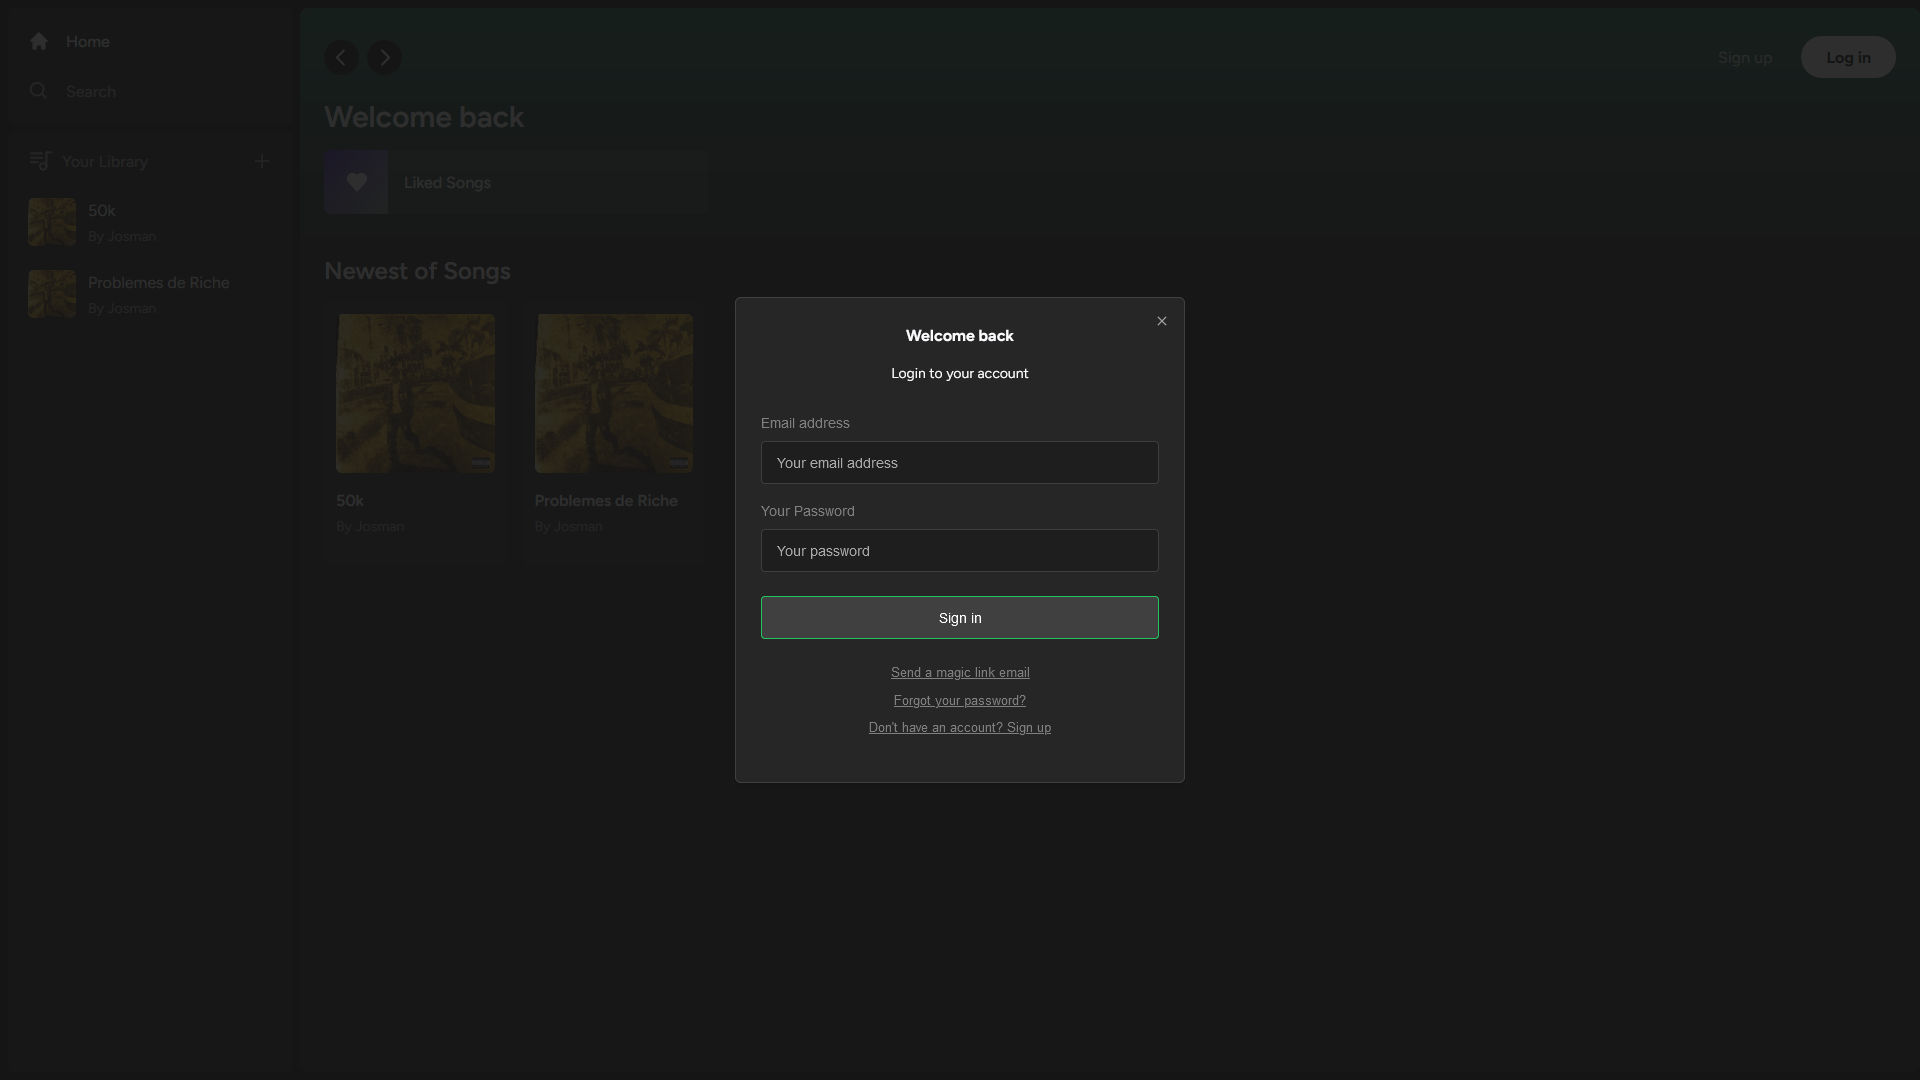 Home
Search
Your Library
50k
By Josman
Problemes de Riche
By Josman
Sign up
Log in
Welcome back
Liked Songs
Newest of Songs
50k
By Josman
Problemes de Riche
By Josman
Welcome back
Login to your account
Email address
Your email address
Your Password
Your password
Sign in
Send a magic link email
Forgot your password?
Don't have an account? Sign up